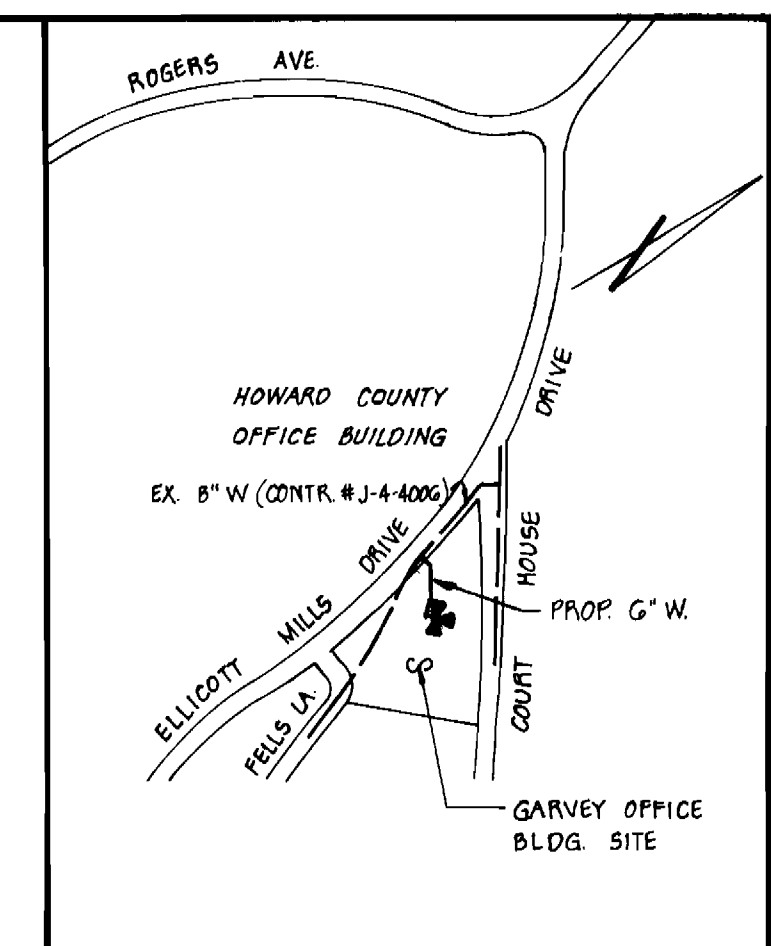 ROGERS AVE.
HOWARD COUNTY
OFFICE BUILDING
EX. 8" W (CONTR. # J-4-4006)
ELLICOTT MILLS DRIVE
COURT HOUSE DRIVE
PROP. 6" W.
FELLS LA.
GARVEY OFFICE
BLDG. SITE